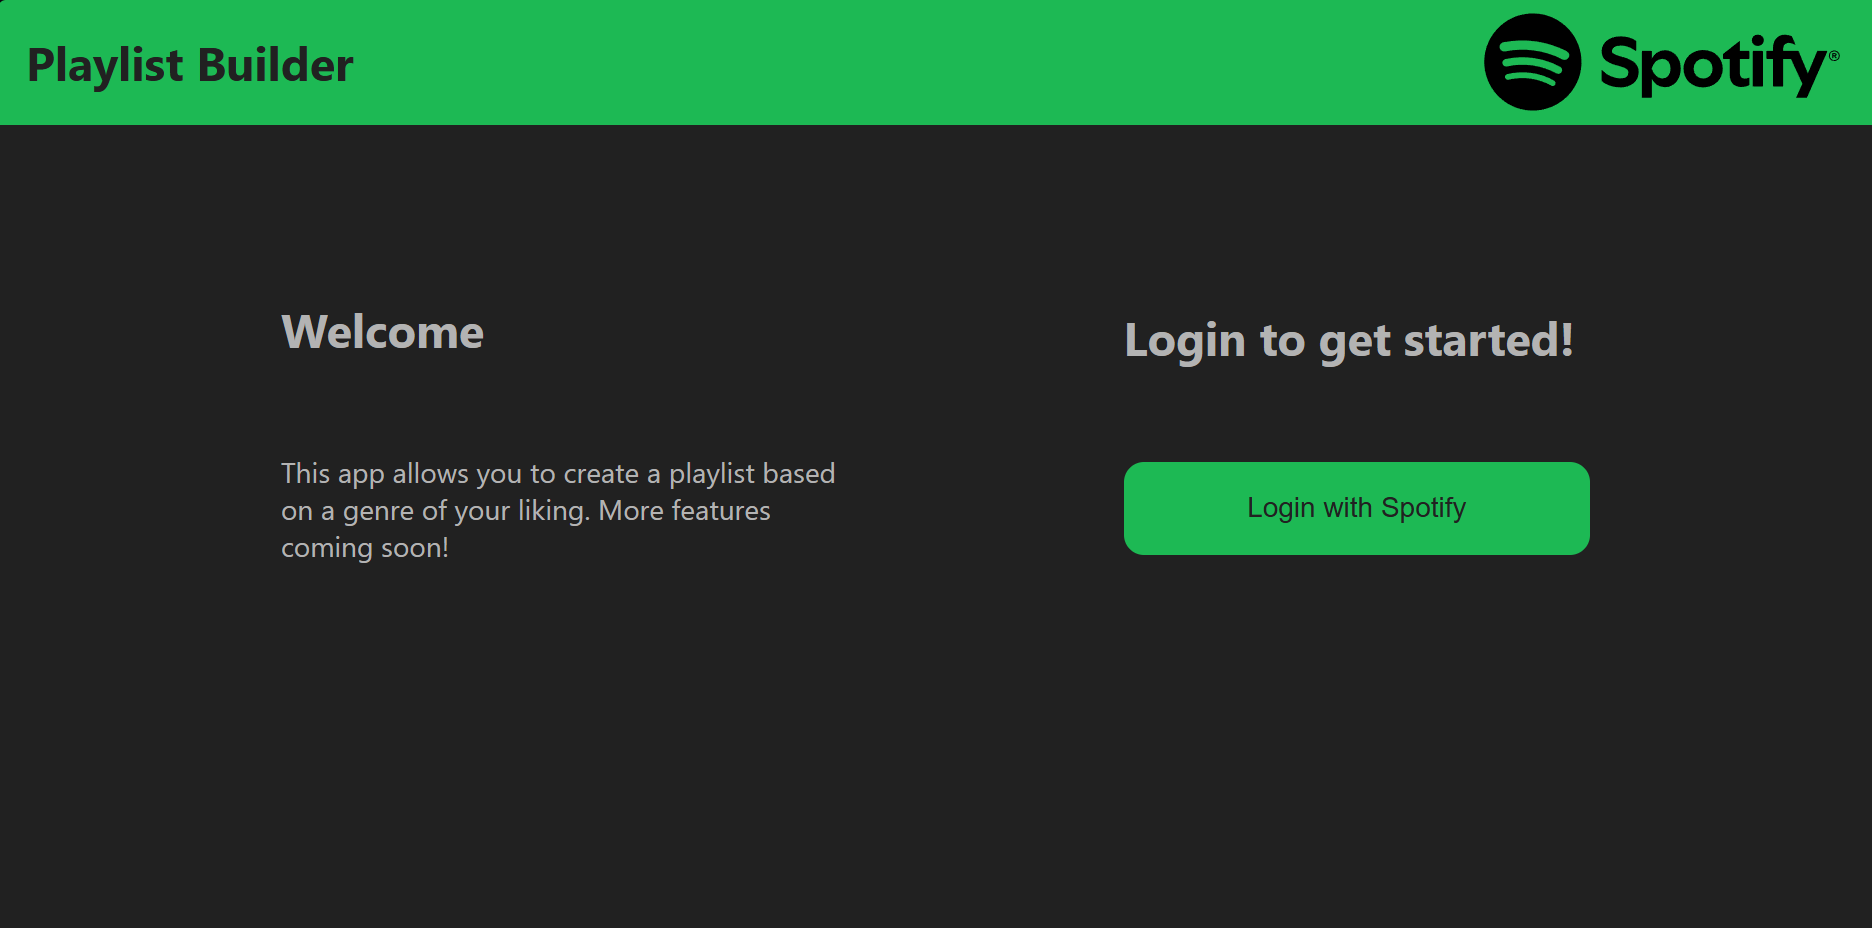 Playlist Builder
Spotify®
Welcome
This app allows you to create a playlist based
on a genre of your liking. More features
coming soon!
Login to get started!
Login with Spotify